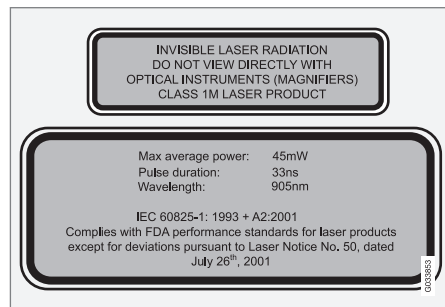 INVISIBLE LASER RADIATION
DO NOT VIEW DIRECTLY WITH
OPTICAL INSTRUMENTS (MAGNIFIERS)
CLASS 1M LASER PRODUCT
Max average power: 45mW
Pulse duration: 33ns
Wavelength: 905nm
IEC 60825-1: 1993 + A2:2001
Complies with FDA performance standards for laser products
except for deviations pursuant to Laser Notice No. 50, dated
July 26th, 2001
G033853